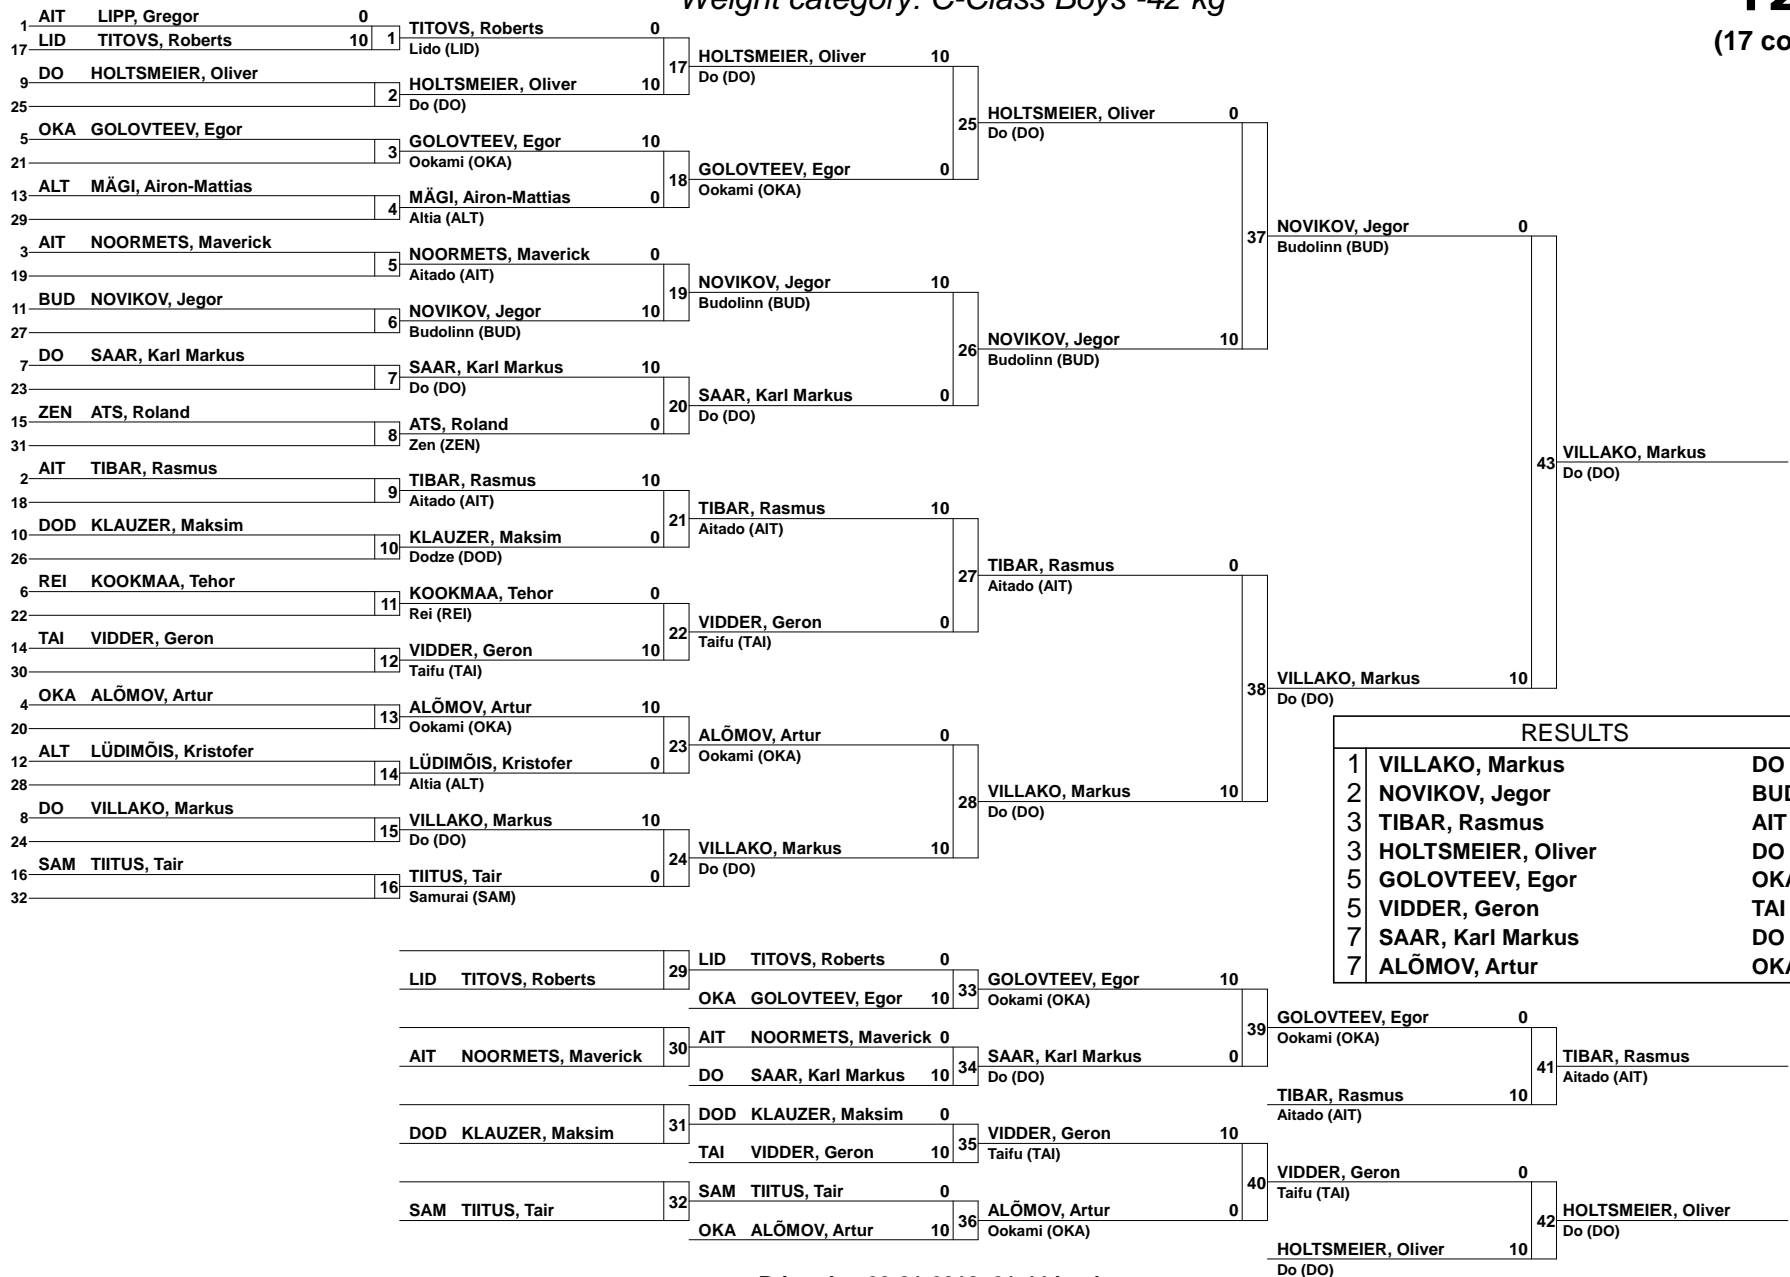 Weight category: C-Class Boys -42 kg
(17 co
1 AIT LIPP, Gregor 0
17 LID TITOVS, Roberts 10
9 DO HOLTSMEIER, Oliver
25
5 OKA GOLOVTEEV, Egor
21
13 ALT MÄGI, Airon-Mattias
29
3 AIT NOORMETS, Maverick
19
11 BUD NOVIKOV, Jegor
27
7 DO SAAR, Karl Markus
23
15 ZEN ATS, Roland
31
2 AIT TIBAR, Rasmus
18
10 DOD KLAUZER, Maksim
26
6 REI KOOKMAA, Tehor
22
14 TAI VIDDER, Geron
30
4 OKA ALÕMOV, Artur
20
12 ALT LÜDIMÕIS, Kristofer
28
8 DO VILLAKO, Markus
24
16 SAM TIITUS, Tair
32
1 TITOVS, Roberts 0
Lido (LID)
2 HOLTSMEIER, Oliver 10
Do (DO)
3 GOLOVTEEV, Egor 10
Ookami (OKA)
4 MÄGI, Airon-Mattias 0
Altia (ALT)
5 NOORMETS, Maverick 0
Aitado (AIT)
6 NOVIKOV, Jegor 10
Budolinn (BUD)
7 SAAR, Karl Markus 10
Do (DO)
8 ATS, Roland 0
Zen (ZEN)
9 TIBAR, Rasmus 10
Aitado (AIT)
10 KLAUZER, Maksim 0
Dodze (DOD)
11 KOOKMAA, Tehor 0
Rei (REI)
12 VIDDER, Geron 10
Taifu (TAI)
13 ALÕMOV, Artur 10
Ookami (OKA)
14 LÜDIMÕIS, Kristofer 0
Altia (ALT)
15 VILLAKO, Markus 10
Do (DO)
16 TIITUS, Tair 0
Samurai (SAM)
17 HOLTSMEIER, Oliver 10
Do (DO)
18 GOLOVTEEV, Egor 0
Ookami (OKA)
19 NOVIKOV, Jegor 10
Budolinn (BUD)
20 SAAR, Karl Markus 0
Do (DO)
21 TIBAR, Rasmus 10
Aitado (AIT)
22 VIDDER, Geron 0
Taifu (TAI)
23 ALÕMOV, Artur 0
Ookami (OKA)
24 VILLAKO, Markus 10
Do (DO)
25 HOLTSMEIER, Oliver 0
Do (DO)
26 NOVIKOV, Jegor 10
Budolinn (BUD)
27 TIBAR, Rasmus 0
Aitado (AIT)
28 VILLAKO, Markus 10
Do (DO)
37 NOVIKOV, Jegor 0
Budolinn (BUD)
38 VILLAKO, Markus 10
Do (DO)
43 VILLAKO, Markus
Do (DO)
RESULTS
1 VILLAKO, Markus DO
2 NOVIKOV, Jegor BUD
3 TIBAR, Rasmus AIT
3 HOLTSMEIER, Oliver DO
5 GOLOVTEEV, Egor OKA
5 VIDDER, Geron TAI
7 SAAR, Karl Markus DO
7 ALÕMOV, Artur OKA
LID TITOVS, Roberts 29
AIT NOORMETS, Maverick 30
DOD KLAUZER, Maksim 31
SAM TIITUS, Tair 32
LID TITOVS, Roberts 0
OKA GOLOVTEEV, Egor 10 33
AIT NOORMETS, Maverick 0
DO SAAR, Karl Markus 10 34
DOD KLAUZER, Maksim 0
TAI VIDDER, Geron 10 35
SAM TIITUS, Tair 0
OKA ALÕMOV, Artur 10 36
GOLOVTEEV, Egor 10
Ookami (OKA)
SAAR, Karl Markus 0
Do (DO)
VIDDER, Geron 10
Taifu (TAI)
ALÕMOV, Artur 0
Ookami (OKA)
39 GOLOVTEEV, Egor 0
Ookami (OKA)
TIBAR, Rasmus 10
Aitado (AIT)
40 VIDDER, Geron 0
Taifu (TAI)
HOLTSMEIER, Oliver 10
Do (DO)
41 TIBAR, Rasmus
Aitado (AIT)
42 HOLTSMEIER, Oliver
Do (DO)